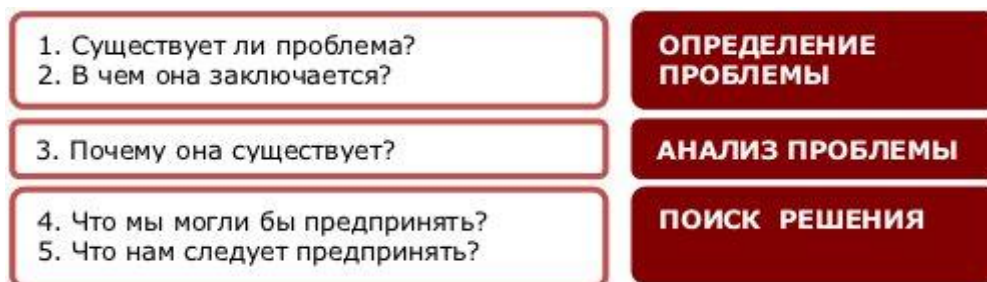 1. Существует ли проблема?
2. В чем она заключается?
ОПРЕДЕЛЕНИЕ
ПРОБЛЕМЫ
3. Почему она существует?
АНАЛИЗ ПРОБЛЕМЫ
4. Что мы могли бы предпринять?
5. Что нам следует предпринять?
ПОИСК РЕШЕНИЯ